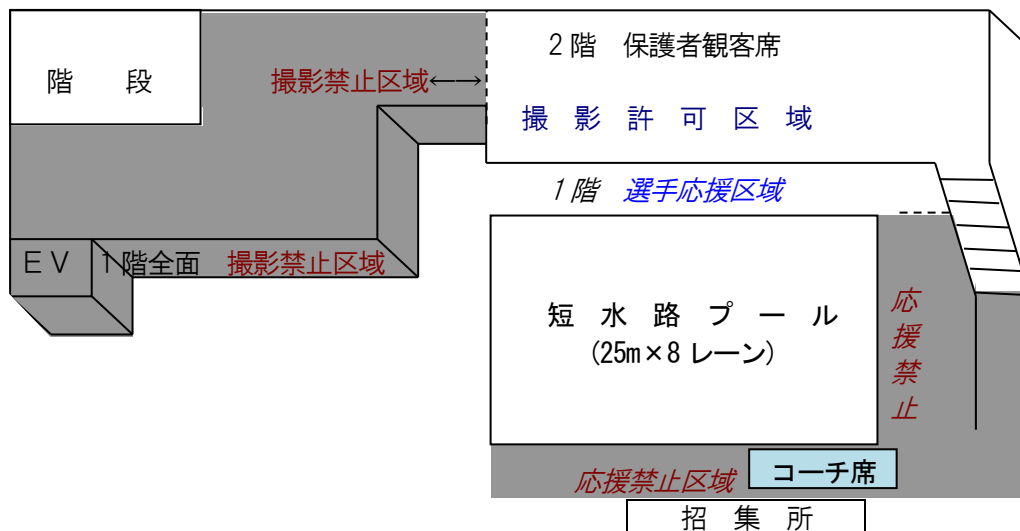 2階 保護者観客席
階 段
撮影禁止区域←→
撮 影 許 可 区 域
1階 選手応援区域
EV
1階全面 撮影禁止区域
短 水 路 プ ー ル
(25m×8 レーン)
応援禁止
応援禁止区域
コーチ席
招 集 所